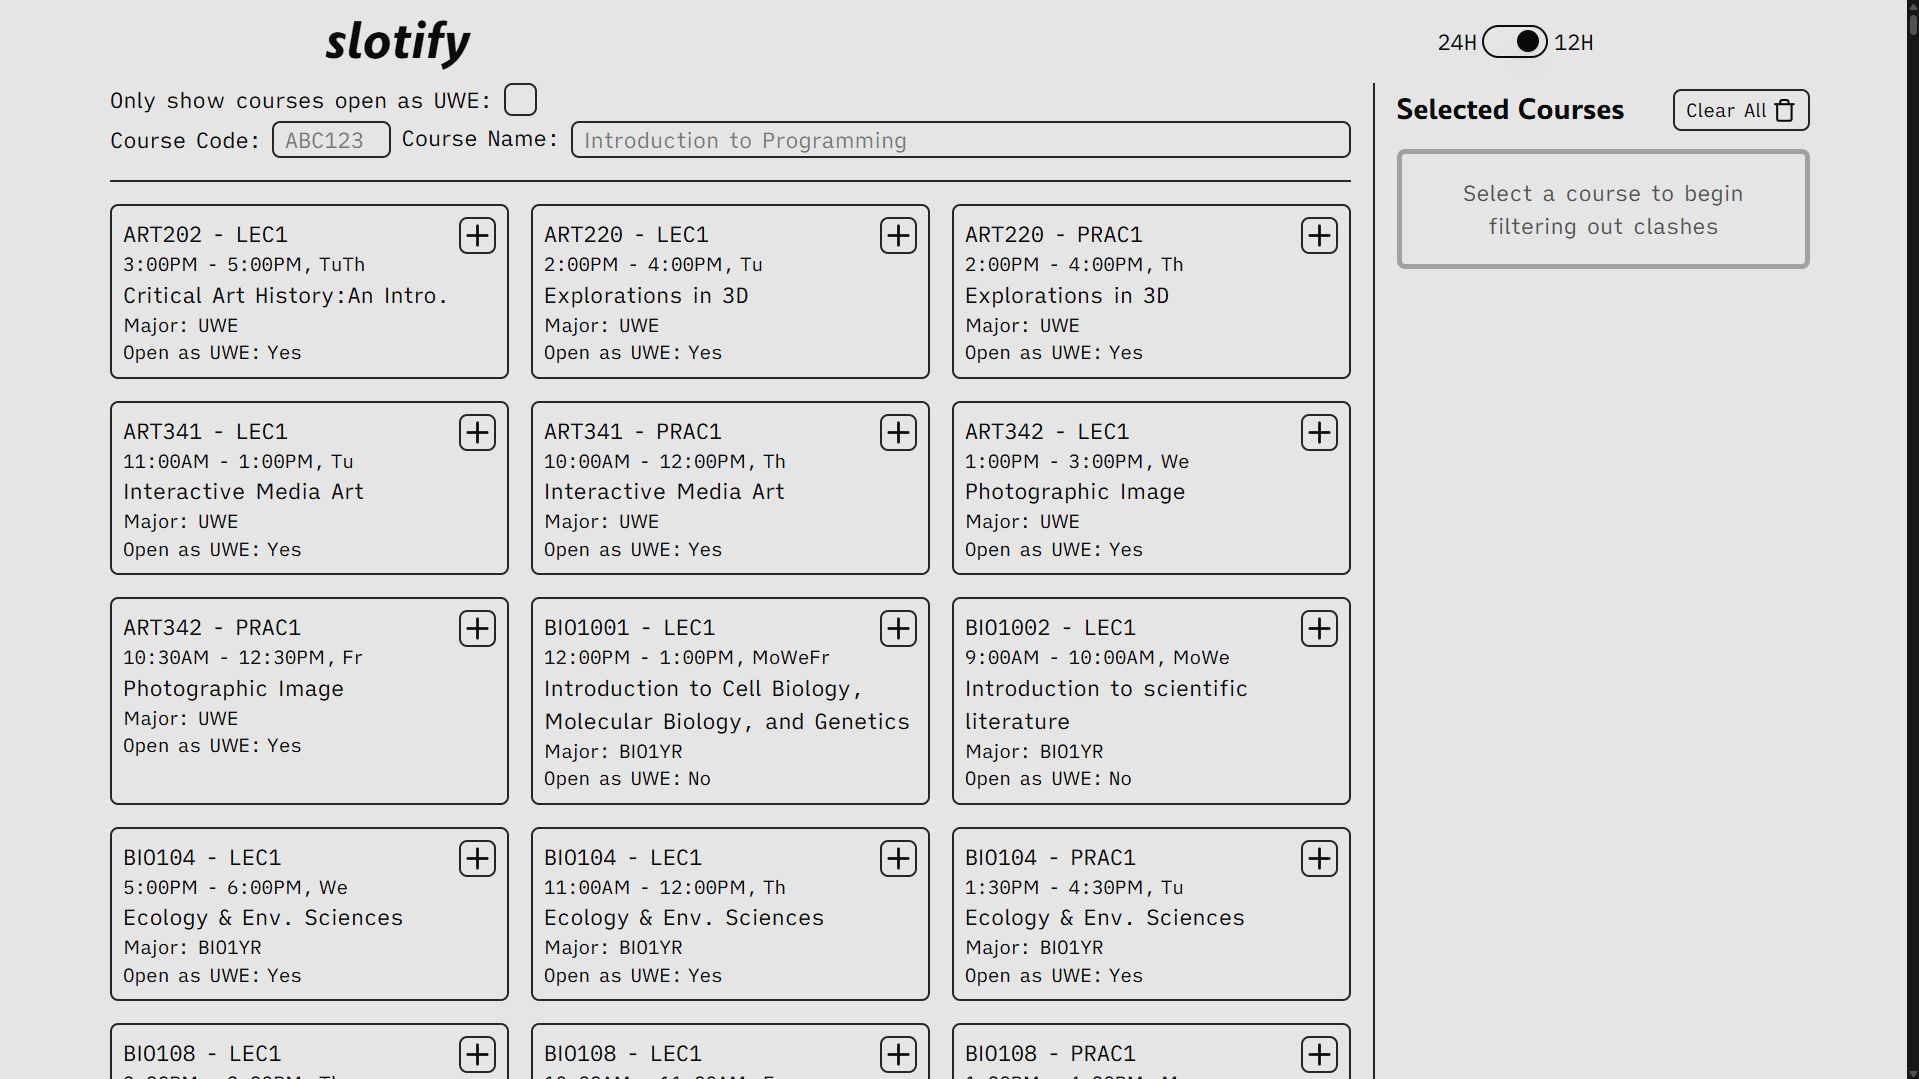 slotify
24H 12H
Only show courses open as UWE:
Course Code: ABC123 Course Name: Introduction to Programming
Selected Courses
Clear All
Select a course to begin
filtering out clashes
ART202 - LEC1
3:00PM - 5:00PM, TuTh
Critical Art History:An Intro.
Major: UWE
Open as UWE: Yes
ART220 - LEC1
2:00PM - 4:00PM, Tu
Explorations in 3D
Major: UWE
Open as UWE: Yes
ART220 - PRAC1
2:00PM - 4:00PM, Th
Explorations in 3D
Major: UWE
Open as UWE: Yes
ART341 - LEC1
11:00AM - 1:00PM, Tu
Interactive Media Art
Major: UWE
Open as UWE: Yes
ART341 - PRAC1
10:00AM - 12:00PM, Th
Interactive Media Art
Major: UWE
Open as UWE: Yes
ART342 - LEC1
1:00PM - 3:00PM, We
Photographic Image
Major: UWE
Open as UWE: Yes
ART342 - PRAC1
10:30AM - 12:30PM, Fr
Photographic Image
Major: UWE
Open as UWE: Yes
BIO1001 - LEC1
12:00PM - 1:00PM, MoWeFr
Introduction to Cell Biology,
Molecular Biology, and Genetics
Major: BIO1YR
Open as UWE: No
BIO1002 - LEC1
9:00AM - 10:00AM, MoWe
Introduction to scientific
literature
Major: BIO1YR
Open as UWE: No
BIO104 - LEC1
5:00PM - 6:00PM, We
Ecology & Env. Sciences
Major: BIO1YR
Open as UWE: Yes
BIO104 - LEC1
11:00AM - 12:00PM, Th
Ecology & Env. Sciences
Major: BIO1YR
Open as UWE: Yes
BIO104 - PRAC1
1:30PM - 4:30PM, Tu
Ecology & Env. Sciences
Major: BIO1YR
Open as UWE: Yes
BIO108 - LEC1
BIO108 - LEC1
BIO108 - PRAC1